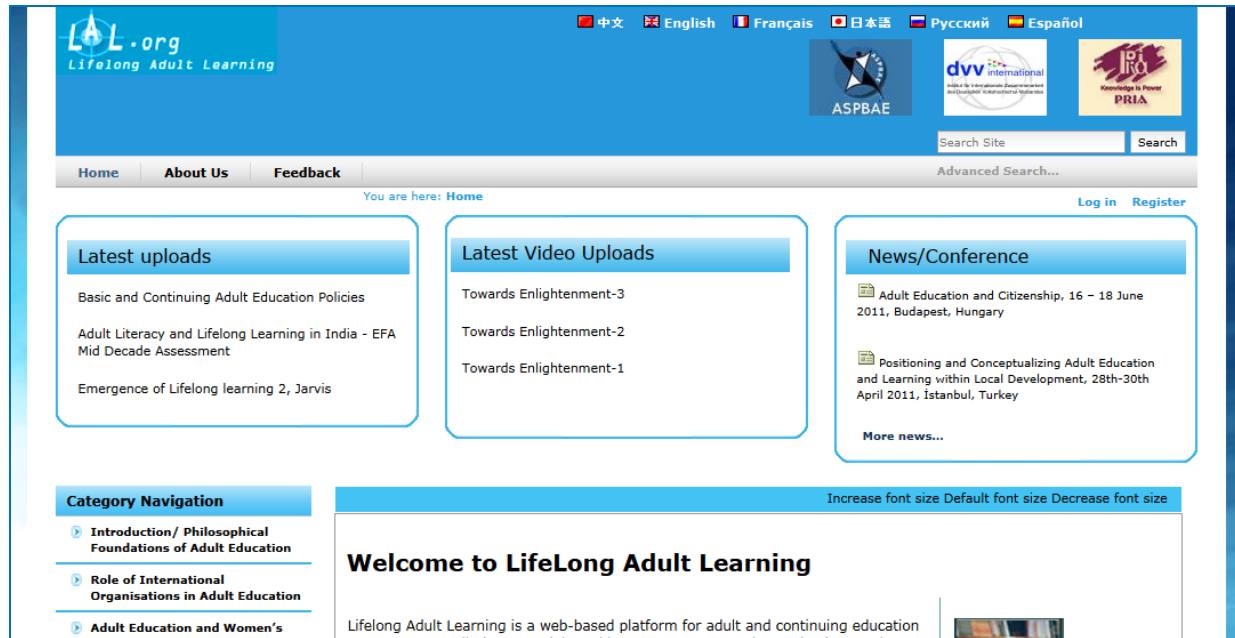 LAL.org
Lifelong Adult Learning
中文 English Français 日本語 Русский Español
ASPBAE
dvv international
Knowledge is Power
PRIA
Search Site Search
Home About Us Feedback Advanced Search...
You are here: Home
Log in Register
Latest uploads
Basic and Continuing Adult Education Policies
Adult Literacy and Lifelong Learning in India - EFA
Mid Decade Assessment
Emergence of Lifelong learning 2, Jarvis
Latest Video Uploads
Towards Enlightenment-3
Towards Enlightenment-2
Towards Enlightenment-1
News/Conference
Adult Education and Citizenship, 16 – 18 June
2011, Budapest, Hungary
Positioning and Conceptualizing Adult Education
and Learning within Local Development, 28th-30th
April 2011, İstanbul, Turkey
More news...
Category Navigation
Introduction/ Philosophical
Foundations of Adult Education
Role of International
Organisations in Adult Education
Adult Education and Women's
Increase font size Default font size Decrease font size
Welcome to LifeLong Adult Learning
Lifelong Adult Learning is a web-based platform for adult and continuing education